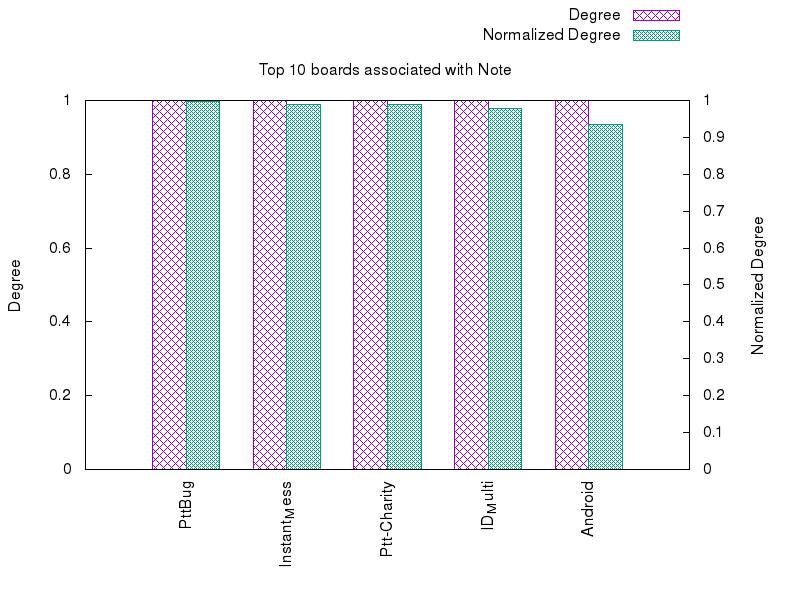 Degree
Normalized Degree
Top 10 boards associated with Note
1
0.8
0.6
0.4
0.2
0
1
0.9
0.8
0.7
0.6
0.5
0.4
0.3
0.2
0.1
0
Degree
Normalized Degree
PttBug
Instant_Mess
Ptt-Charity
ID_Multi
Android